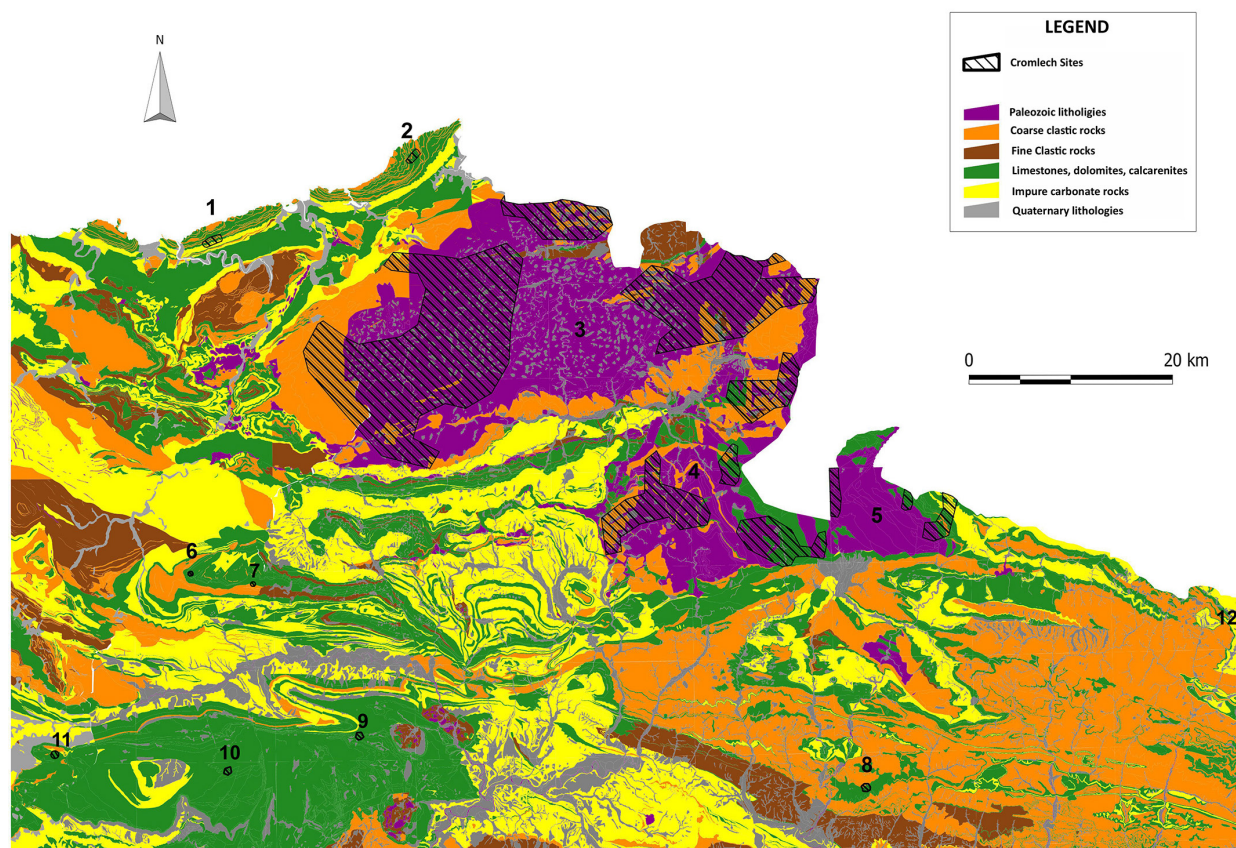 LEGEND
N
Cromlech Sites
Paleozoic litholigies
Coarse clastic rocks
Fine Clastic rocks
Limestones, dolomites, calcarenites
Impure carbonate rocks
Quaternary lithologies
2
1
3
0 20 km
4
5
6
7
12
9
11
10
8